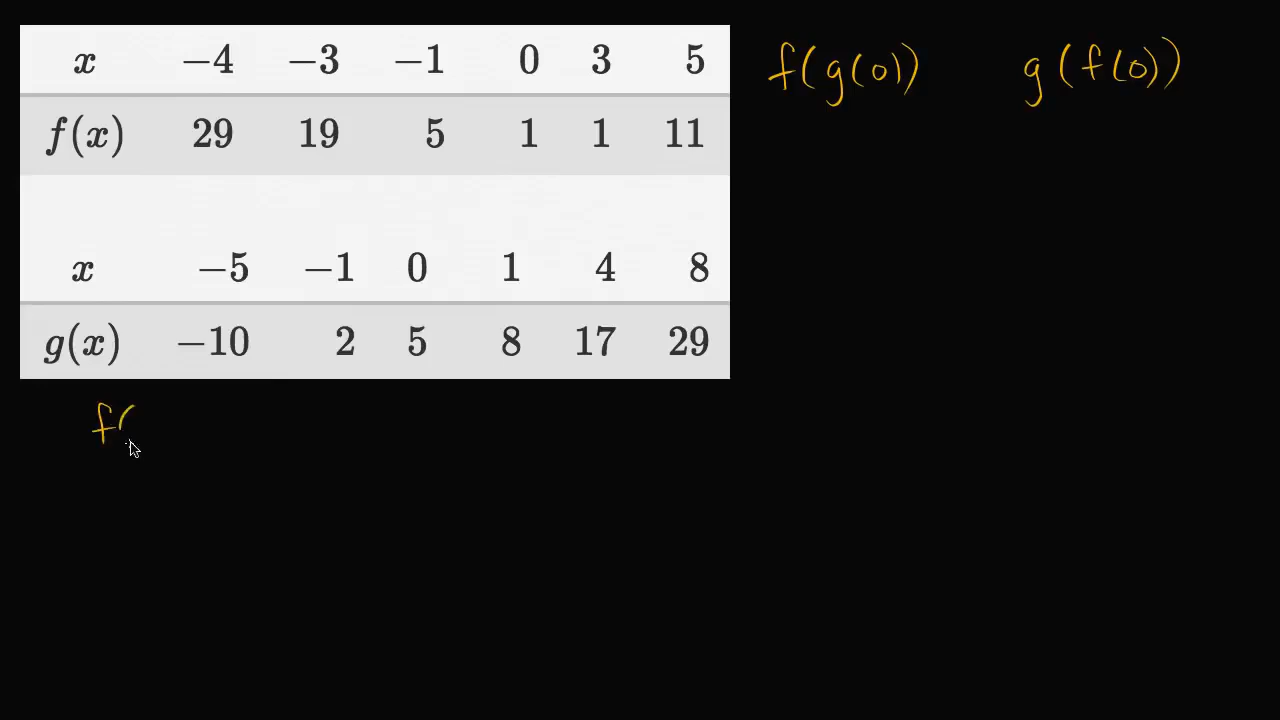 x −4 −3 −1 0 3 5 f(g(0)) g(f(0))
f(x) 29 19 5 1 1 11
x −5 −1 0 1 4 8
g(x) −10 2 5 8 17 29
f(